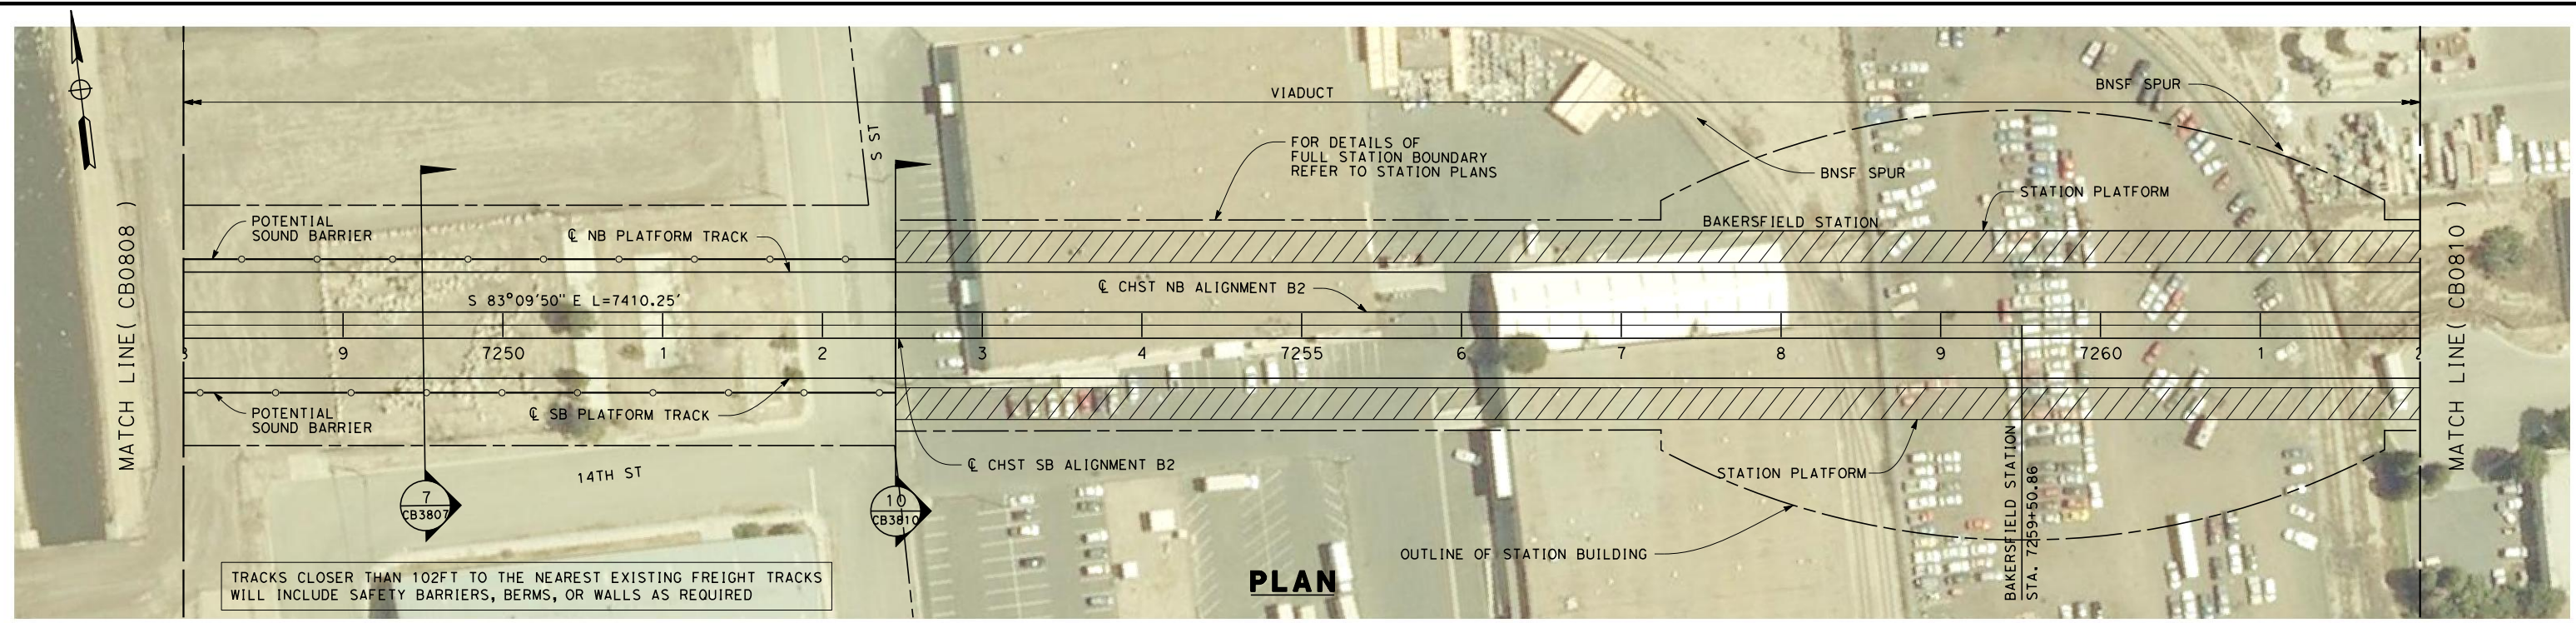 VIADUCT
BNSF SPUR
S ST
FOR DETAILS OF
FULL STATION BOUNDARY
REFER TO STATION PLANS
BNSF SPUR
STATION PLATFORM
MATCH LINE( CB0808 )
POTENTIAL
SOUND BARRIER
℄ NB PLATFORM TRACK
BAKERSFIELD STATION
MATCH LINE( CB0810 )
S 83°09'50" E L=7410.25'
℄ CHST NB ALIGNMENT B2
8 9 7250 1 2 3 4 7255 6 7 8 9 7260 1 2
POTENTIAL
SOUND BARRIER
℄ SB PLATFORM TRACK
℄ CHST SB ALIGNMENT B2
14TH ST
STATION PLATFORM
BAKERSFIELD STATION
STA. 7259+50.86
7
CB3807
10
CB3810
OUTLINE OF STATION BUILDING
TRACKS CLOSER THAN 102FT TO THE NEAREST EXISTING FREIGHT TRACKS
WILL INCLUDE SAFETY BARRIERS, BERMS, OR WALLS AS REQUIRED
PLAN